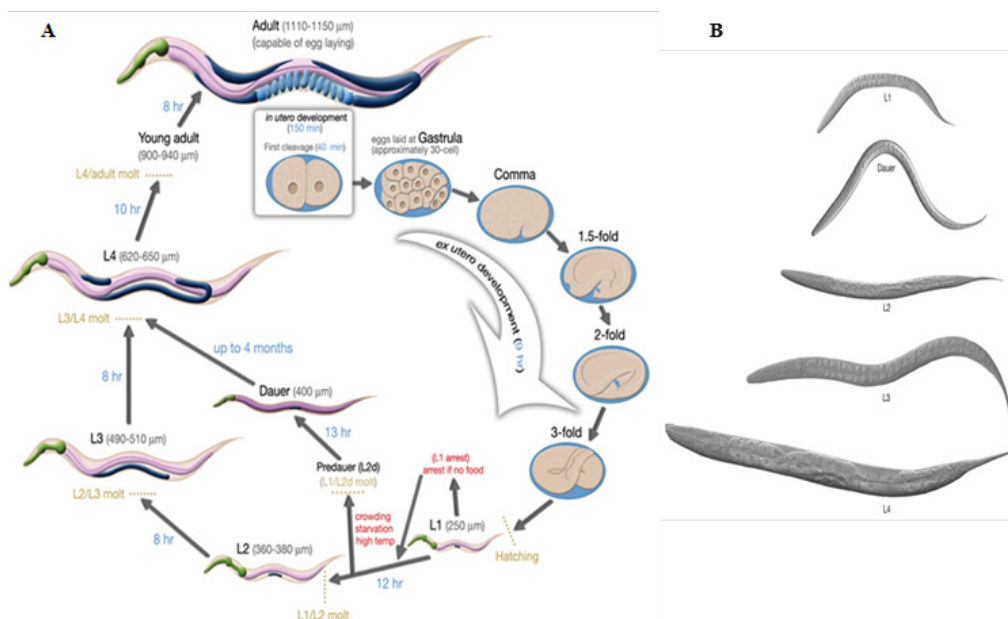 A
Adult (1110-1150 µm)
(capable of egg laying)
8 hr
in utero development
(150 min)
First cleavage (40 min)
eggs laid at Gastrula
(approximately 30-cell)
Comma
1.5-fold
2-fold
3-fold
ex utero development (9 hr)
Hatching
L1 (250 µm)
(L1 arrest)
arrest if no food
12 hr
L1/L2 molt
crowding
starvation
high temp
Predauer (L2d)
(L1/L2d molt)
13 hr
Dauer (400 µm)
up to 4 months
L2 (360-380 µm)
8 hr
L2/L3 molt
L3 (490-510 µm)
8 hr
L3/L4 molt
L4 (620-650 µm)
10 hr
L4/adult molt
Young adult
(900-940 µm)
B
L1
Dauer
L2
L3
L4